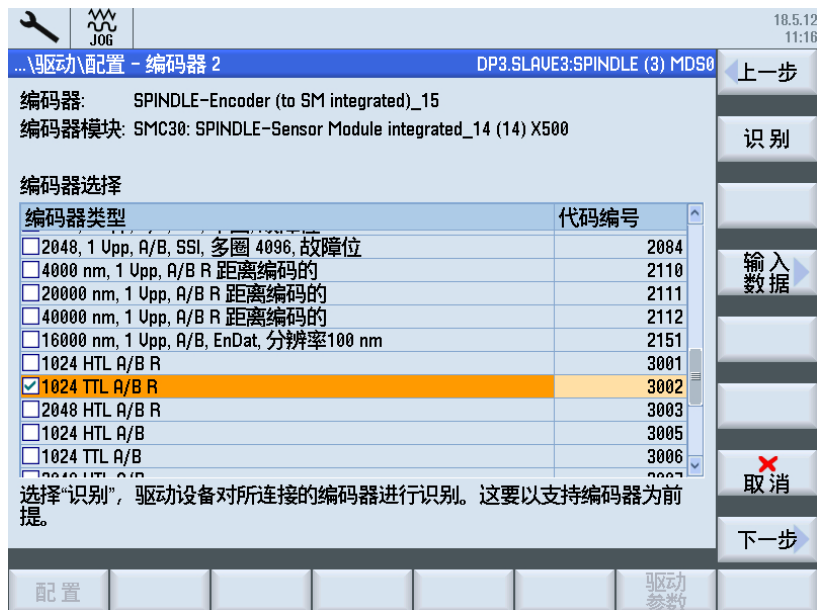 JOG
18.5.12
11:16
...\驱动\配置 - 编码器 2
DP3.SLAVE3:SPINDLE (3) MDS0
上一步
编码器: SPINDLE-Encoder (to SM integrated)_15
编码器模块: SMC30: SPINDLE-Sensor Module integrated_14 (14) X500
识别
编码器选择
编码器类型 代码编号
2048, 1 Vpp, A/B, SSI, 多圈 4096, 故障位 2084
4000 nm, 1 Vpp, A/B R 距离编码的 2110
20000 nm, 1 Vpp, A/B R 距离编码的 2111
40000 nm, 1 Vpp, A/B R 距离编码的 2112
16000 nm, 1 Vpp, A/B, EnDat, 分辨率100 nm 2151
1024 HTL A/B R 3001
1024 TTL A/B R 3002
2048 HTL A/B R 3003
1024 HTL A/B 3005
1024 TTL A/B 3006
输入
数据
选择“识别”, 驱动设备对所连接的编码器进行识别。这要以支持编码器为前
提。
取消
下一步
配置
驱动
参数